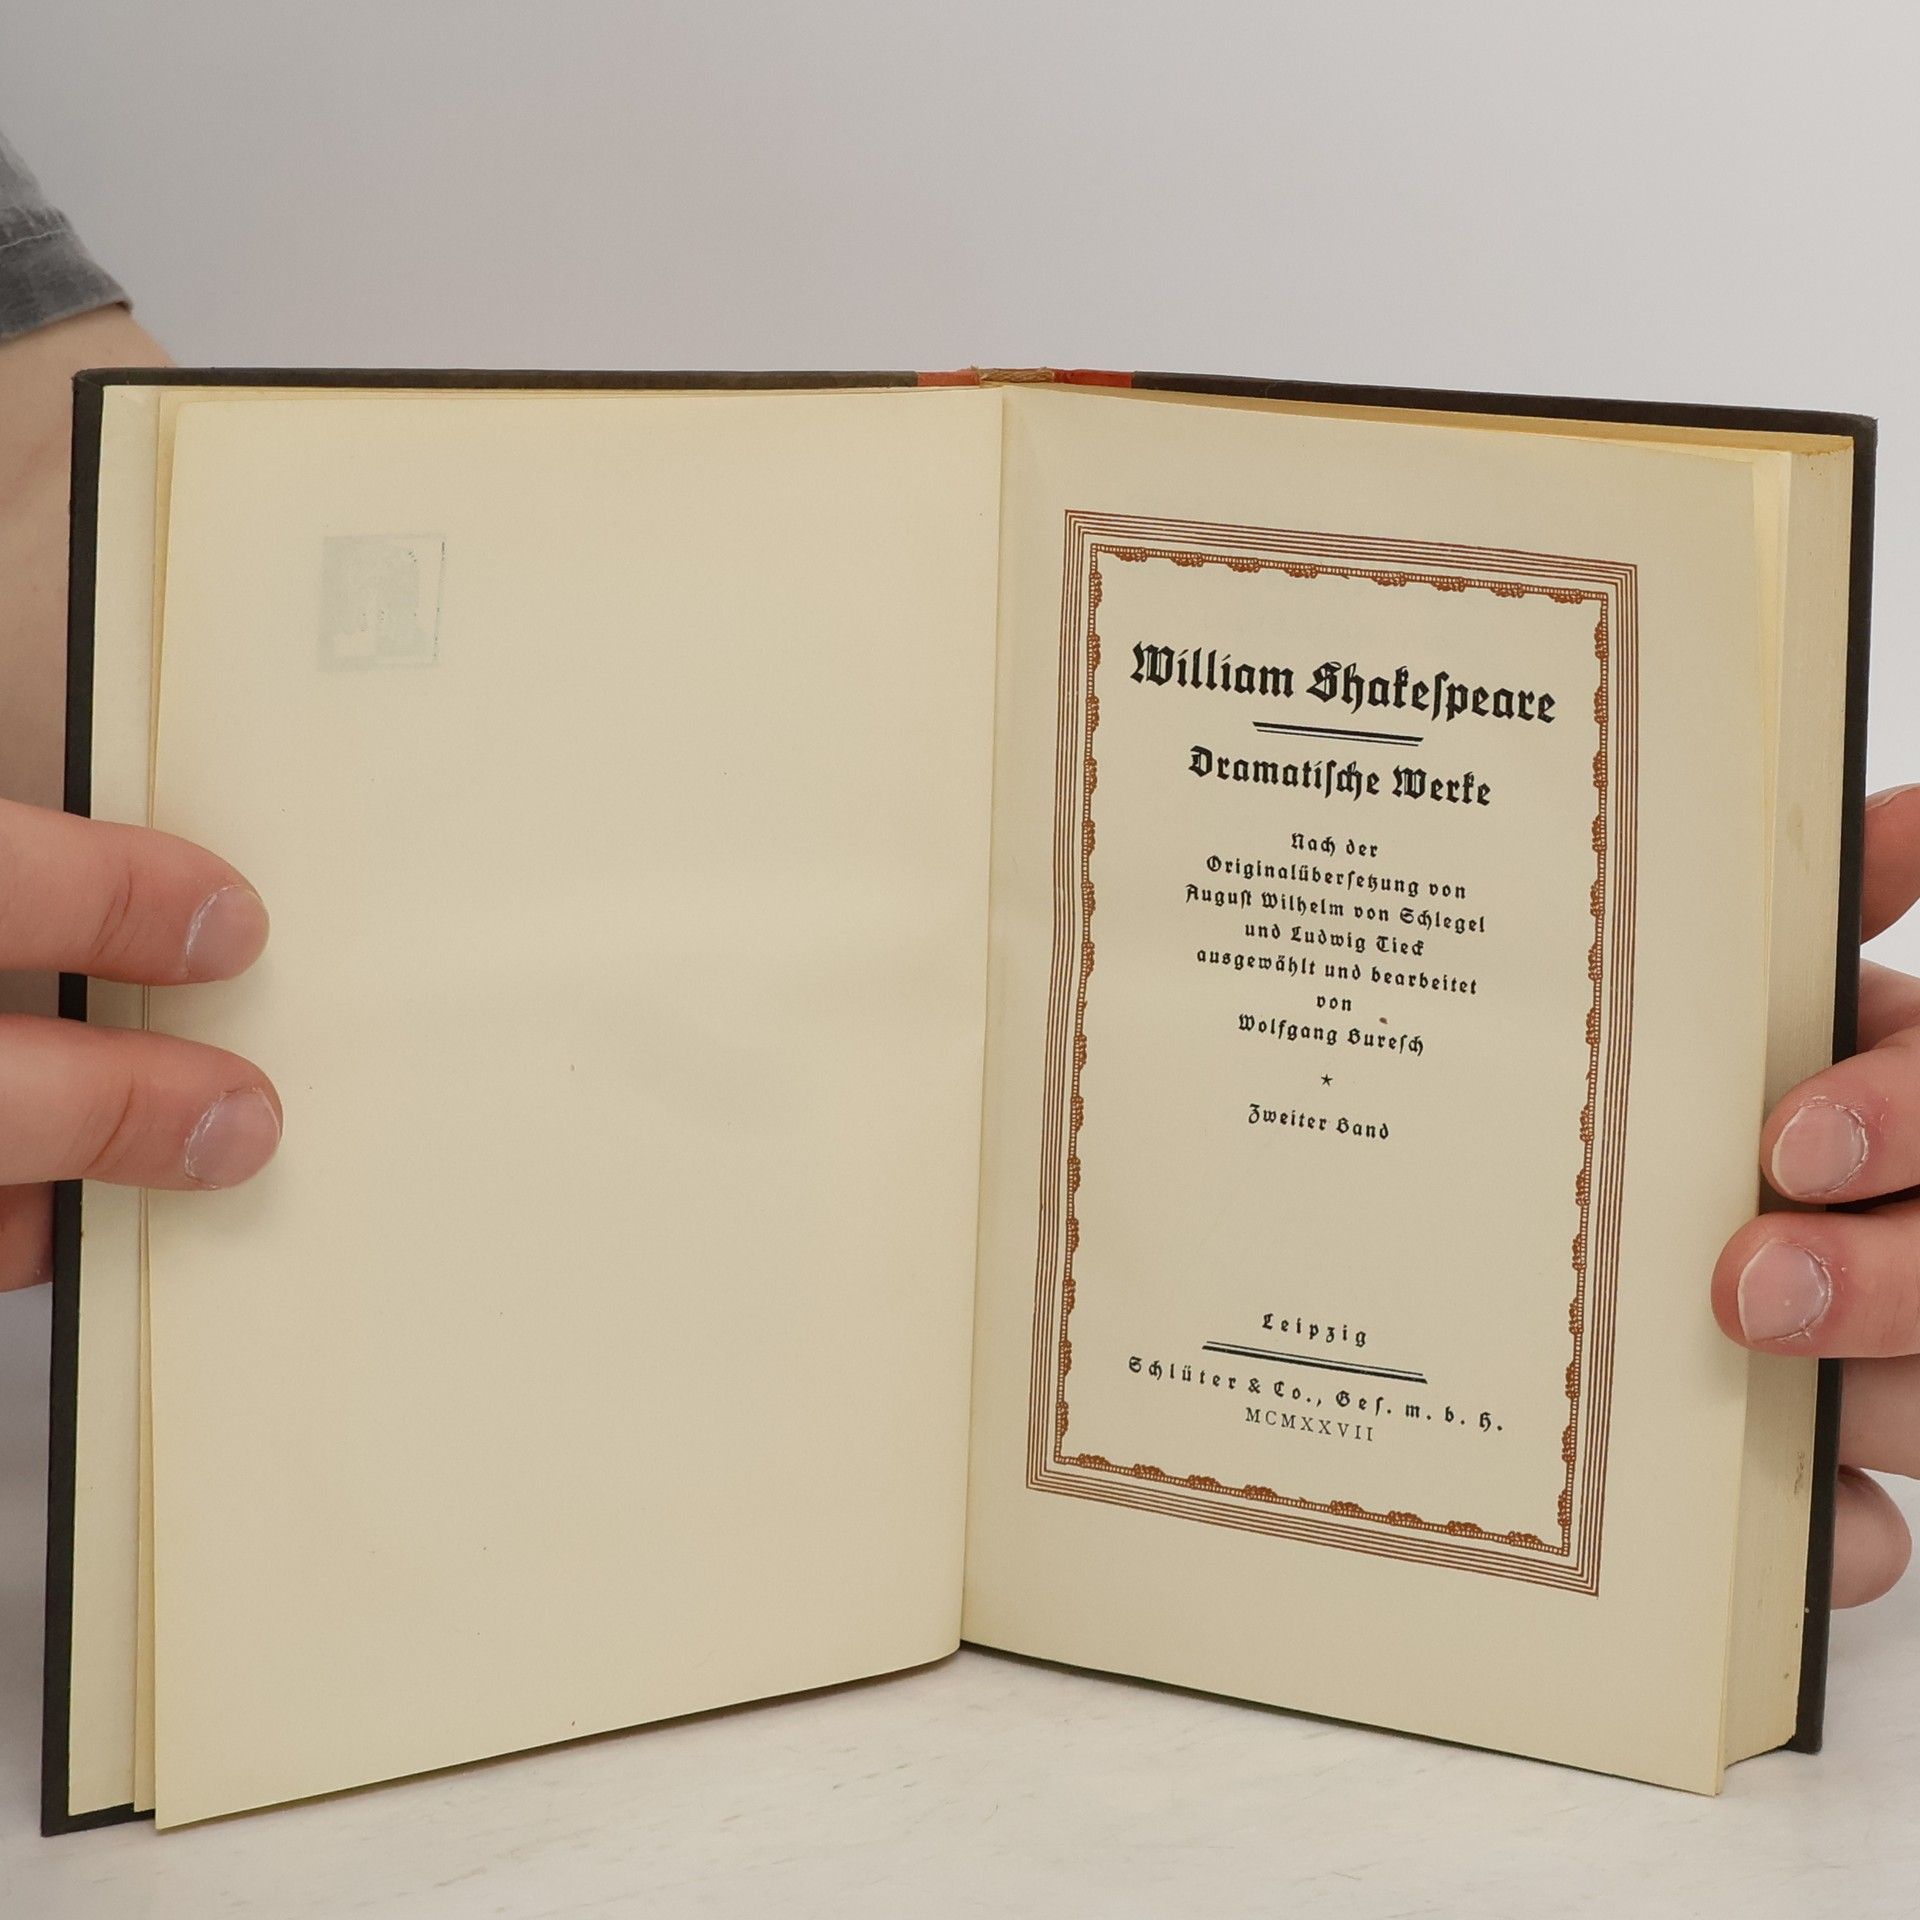 William Shakeſpeare
Dramatiſche Werke
Nach der
Originalüberſetzung von
Auguſt Wilhelm von Schlegel
und Ludwig Tieck
ausgewählt und bearbeitet
von
Wolfgang Bureſch
★
Zweiter Band
Leipzig
Schlüter & Co., Geſ. m. b. H.
MCMXXVII